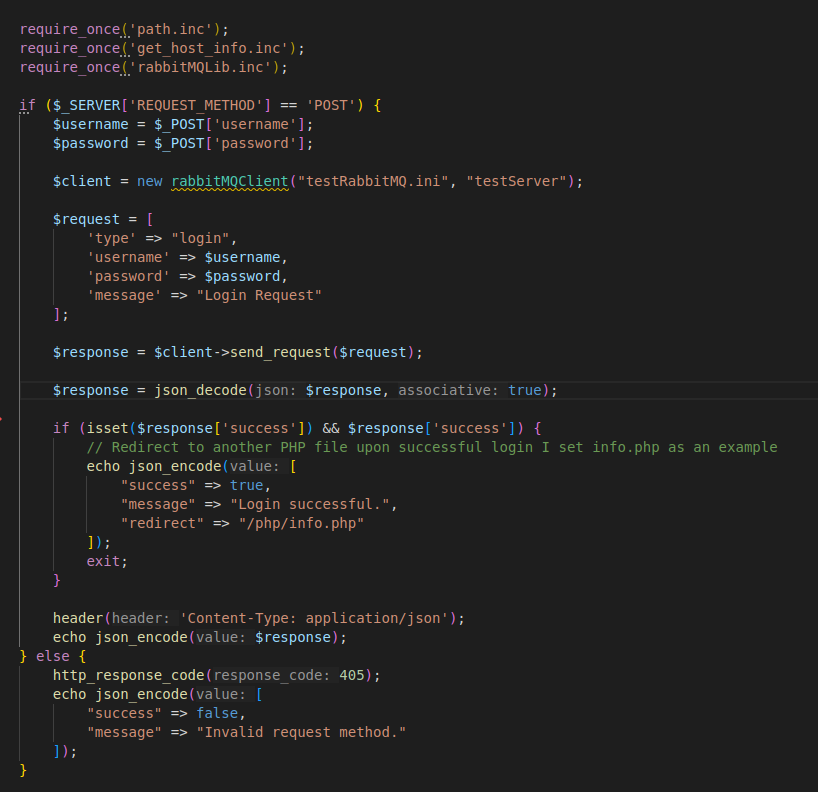 require_once('path.inc');
require_once('get_host_info.inc');
require_once('rabbitMQLib.inc');
if ($_SERVER['REQUEST_METHOD'] == 'POST') {
$username = $_POST['username'];
$password = $_POST['password'];
$client = new rabbitMQClient("testRabbitMQ.ini", "testServer");
$request = [
'type' => "login",
'username' => $username,
'password' => $password,
'message' => "Login Request"
];
$response = $client->send_request($request);
$response = json_decode(json: $response, associative: true);
if (isset($response['success']) && $response['success']) {
// Redirect to another PHP file upon successful login I set info.php as an example
echo json_encode(value: [
"success" => true,
"message" => "Login successful.",
"redirect" => "/php/info.php"
]);
exit;
}
header(header: 'Content-Type: application/json');
echo json_encode(value: $response);
} else {
http_response_code(response_code: 405);
echo json_encode(value: [
"success" => false,
"message" => "Invalid request method."
]);
}